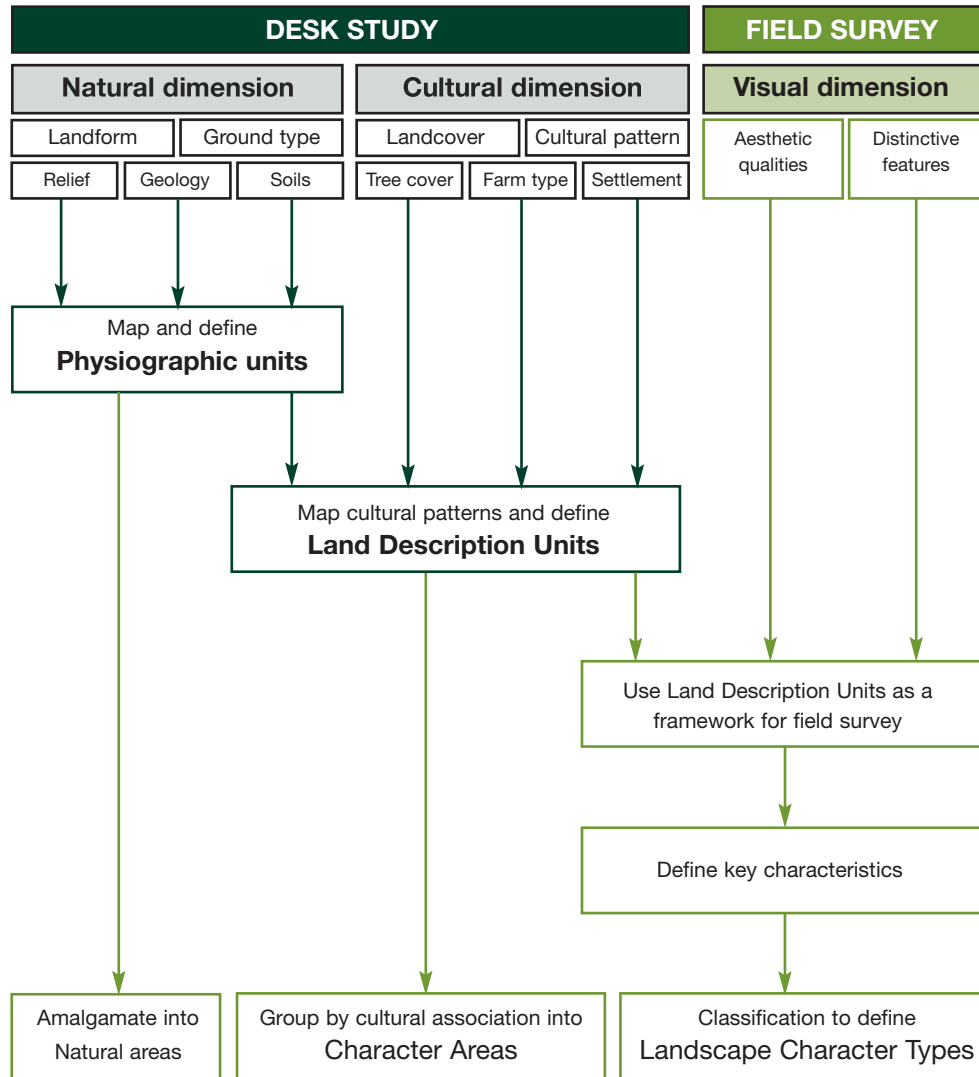 DESK STUDY
FIELD SURVEY
Natural dimension
Cultural dimension
Visual dimension
Landform
Ground type
Landcover
Cultural pattern
Aesthetic
qualities
Distinctive
features
Relief
Geology
Soils
Tree cover
Farm type
Settlement
Map and define
Physiographic units
Map cultural patterns and define
Land Description Units
Use Land Description Units as a
framework for field survey
Define key characteristics
Amalgamate into
Natural areas
Group by cultural association into
Character Areas
Classification to define
Landscape Character Types